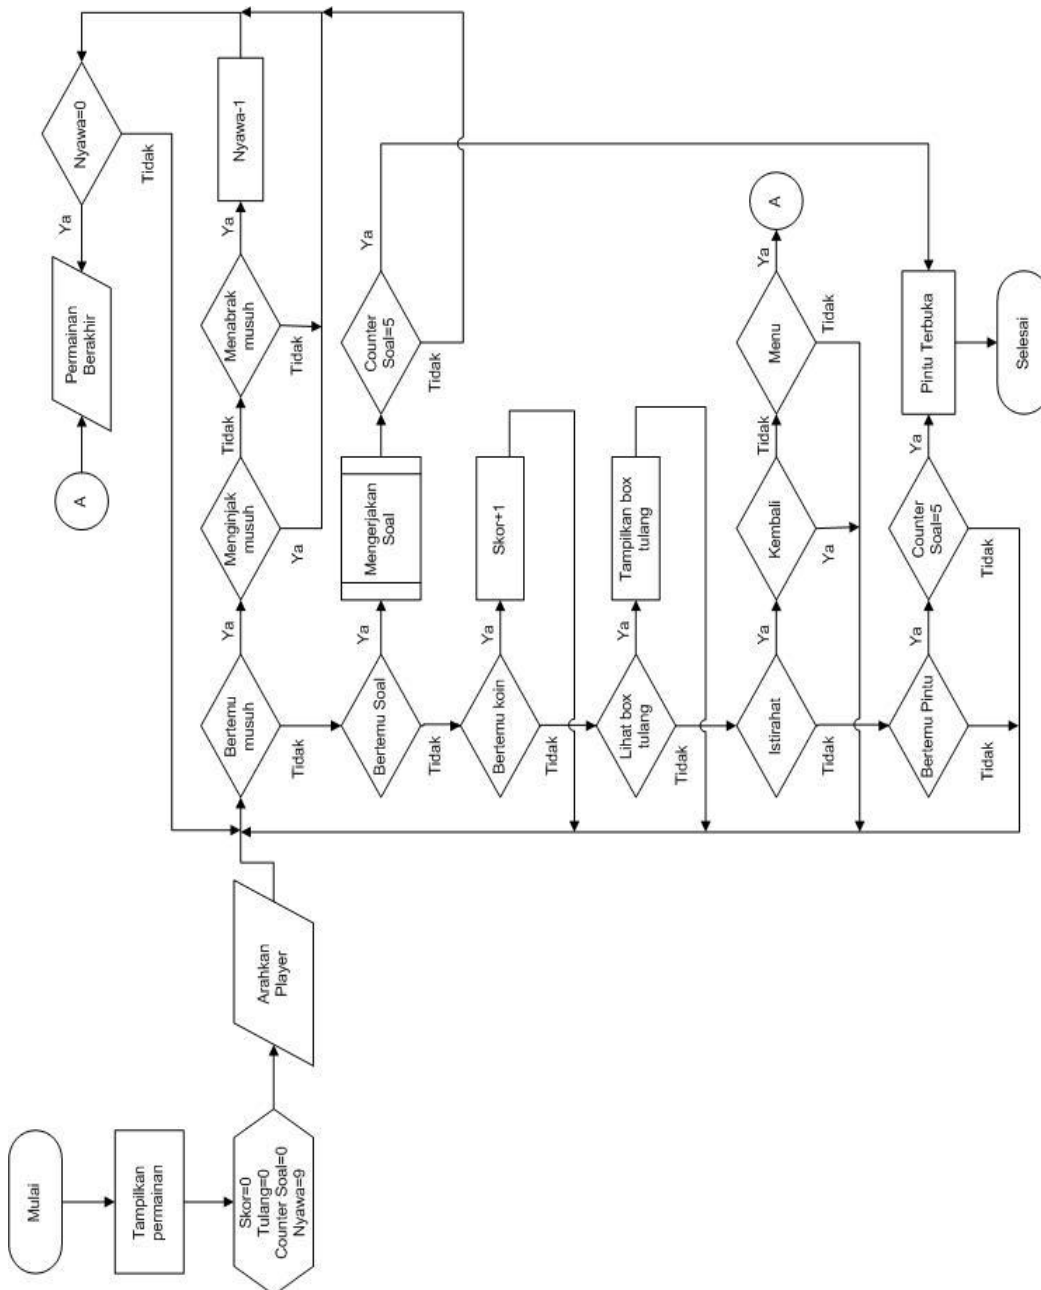 Mulai
Tampilkan
permainan
Skor=0
Tulang=0
Counter Soal=0
Nyawa=9
Arahkan
Player
A
Permainan
Berakhir
Ya
Nyawa=0
Tidak
Bertemu
musuh
Ya
Tidak
Menginjak
musuh
Tidak
Ya
Menabrak
musuh
Ya
Tidak
Nyawa-1
Bertemu Soal
Ya
Tidak
Mengerjakan
Soal
Counter
Soal=5
Ya
Tidak
Bertemu koin
Ya
Tidak
Skor+1
Lihat box
tulang
Ya
Tidak
Tampilkan box
tulang
Istirahat
Ya
Tidak
Kembali
Tidak
Ya
Menu
Ya
Tidak
A
Bertemu Pintu
Ya
Tidak
Counter
Soal=5
Ya
Tidak
Pintu Terbuka
Selesai